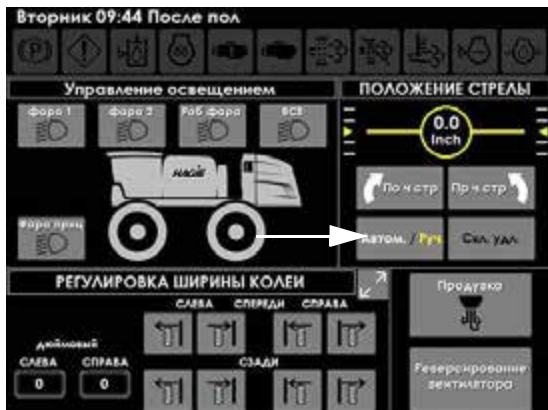 Вторник 09:44 После пол
Управление освещением
фара 1
фара 2
Раб фара
ВСЕ
HAGIE
Фара приц
ПОЛОЖЕНИЕ СТРЕЛЫ
0.0
Inch
По ч стр
Пр ч стр
Автом. / Руч
Скл. удл.
РЕГУЛИРОВКА ШИРИНЫ КОЛЕИ
СЛЕВА СПЕРЕДИ СПРАВА
дюймовый
СЛЕВА СПРАВА
0 0
СЗАДИ
Продувка
Реверсирование
вентилятора